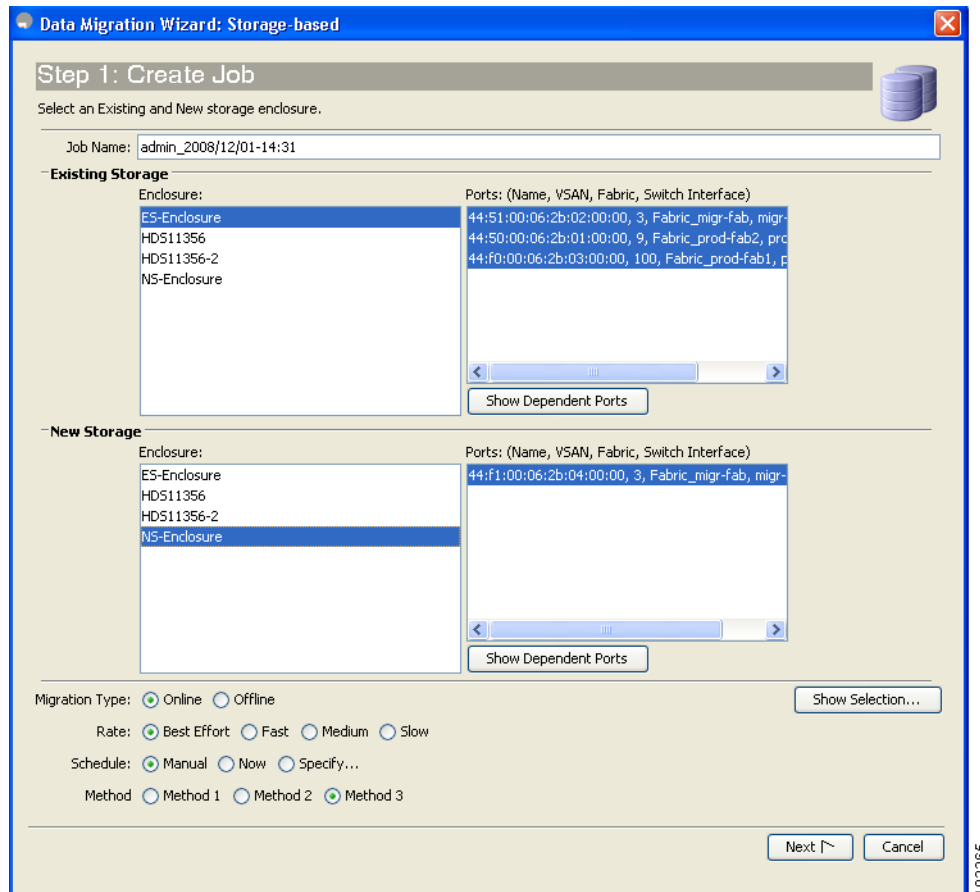 Data Migration Wizard: Storage-based
Step 1: Create Job
Select an Existing and New storage enclosure.
Job Name: admin_2008/12/01-14:31
Existing Storage
Enclosure:
ES-Enclosure
HDS11356
HDS11356-2
NS-Enclosure
Ports: (Name, VSAN, Fabric, Switch Interface)
44:51:00:06:2b:02:00:00, 3, Fabric_migr-fab, migr-
44:50:00:06:2b:01:00:00, 9, Fabric_prod-fab2, prc
44:f0:00:06:2b:03:00:00, 100, Fabric_prod-fab1, p
Show Dependent Ports
New Storage
Enclosure:
ES-Enclosure
HDS11356
HDS11356-2
NS-Enclosure
Ports: (Name, VSAN, Fabric, Switch Interface)
44:f1:00:06:2b:04:00:00, 3, Fabric_migr-fab, migr-
Show Dependent Ports
Migration Type: Online Offline
Show Selection...
Rate: Best Effort Fast Medium Slow
Schedule: Manual Now Specify...
Method Method 1 Method 2 Method 3
Next Cancel